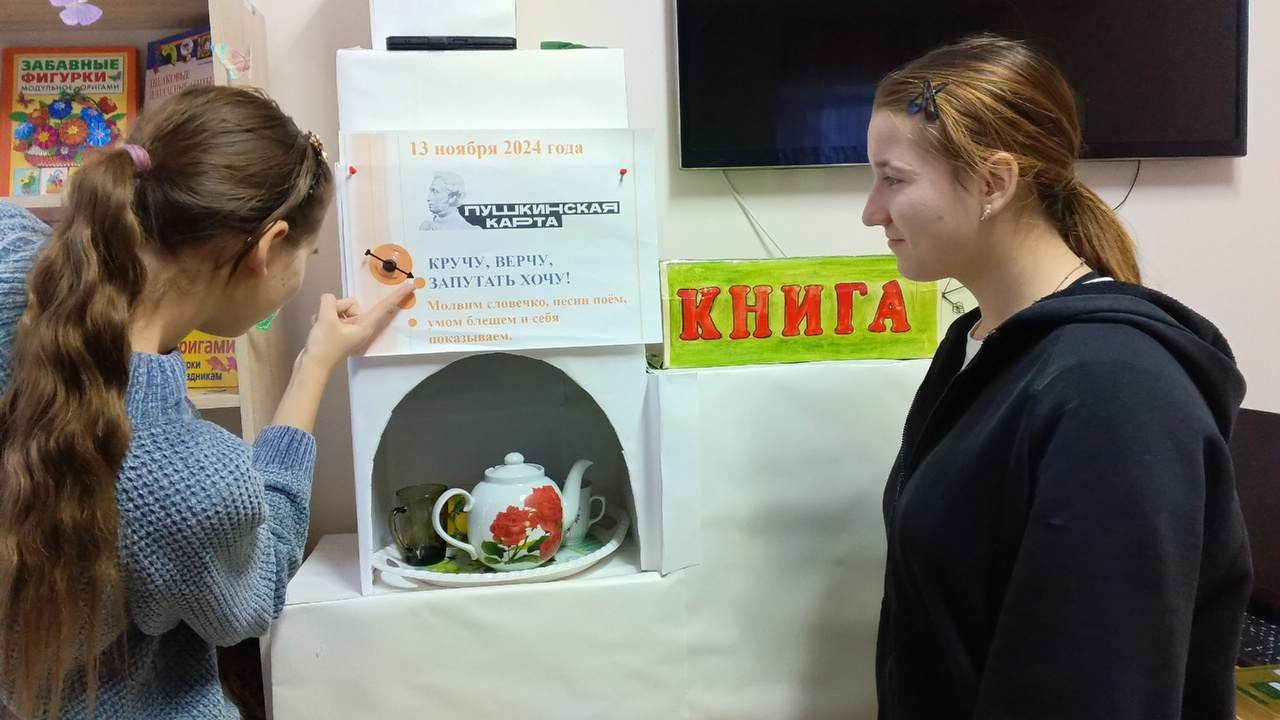 ЗАБАВНЫЕ
ФИГУРКИ
МОДУЛЬНОЕ ОРИГАМИ
13 ноября 2024 года
ПУШКИНСКАЯ
КАРТА
КРУЧУ, ВЕРЧУ,
ЗАПУТАТЬ ХОЧУ!
Молвим словечко, песни поём,
умом блещем и себя
показываем.
КНИГА